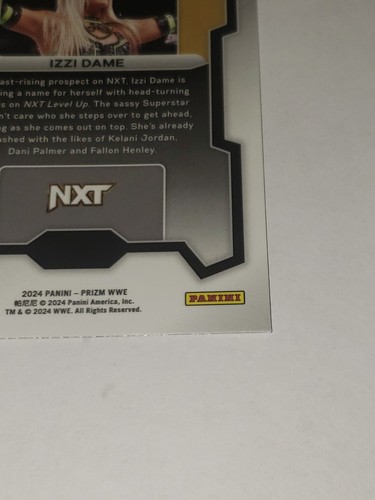 IZZI DAME
ast-rising prospect on NXT, Izzi Dame is
ing a name for herself with head-turning
s on NXT Level Up. The sassy Superstar
n't care who she steps over to get ahead,
ng as she comes out on top. She's already
ashed with the likes of Kelani Jordan,
Dani Palmer and Fallon Henley.
NXT
2024 PANINI – PRIZM WWE
帕尼尼 © 2024 Panini America, Inc.
TM & © 2024 WWE. All Rights Reserved.
PANINI